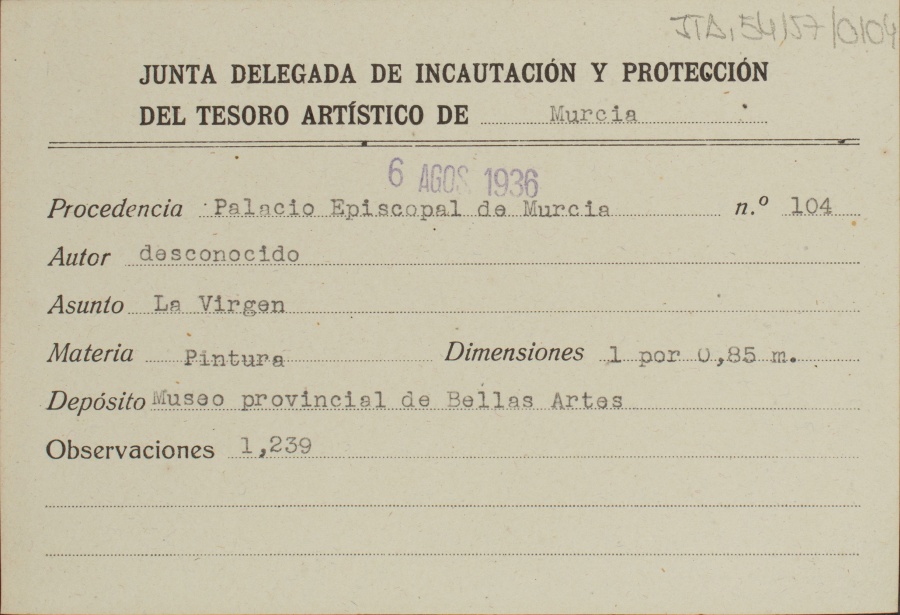 JTA, 54/57/0104
JUNTA DELEGADA DE INCAUTACIÓN Y PROTECCIÓN
DEL TESORO ARTÍSTICO DE Murcia
6 AGOS 1936
Procedencia Palacio Episcopal de Murcia n.º 104
Autor desconocido
Asunto La Virgen
Materia Pintura Dimensiones 1 por 0,85 m.
Depósito Museo provincial de Bellas Artes
Observaciones 1,239